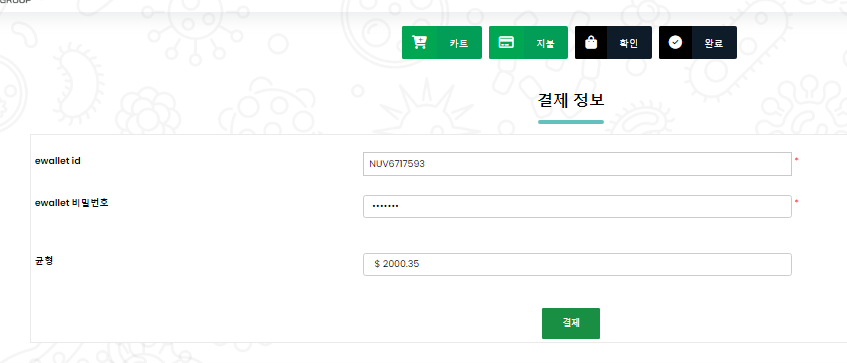 GROUP
카트 지불 확인 완료
결제 정보
ewallet id NUV6717593 *
ewallet 비밀번호 ••••••• *
균형 $ 2000.35
결제